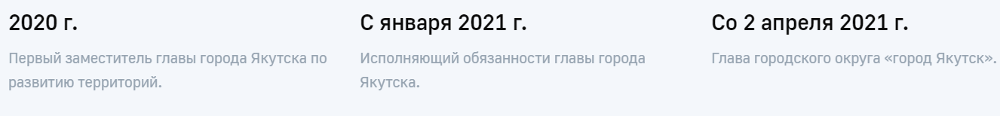 2020 г.
Первый заместитель главы города Якутска по
развитию территорий.
С января 2021 г.
Исполняющий обязанности главы города
Якутска.
Со 2 апреля 2021 г.
Глава городского округа «город Якутск».